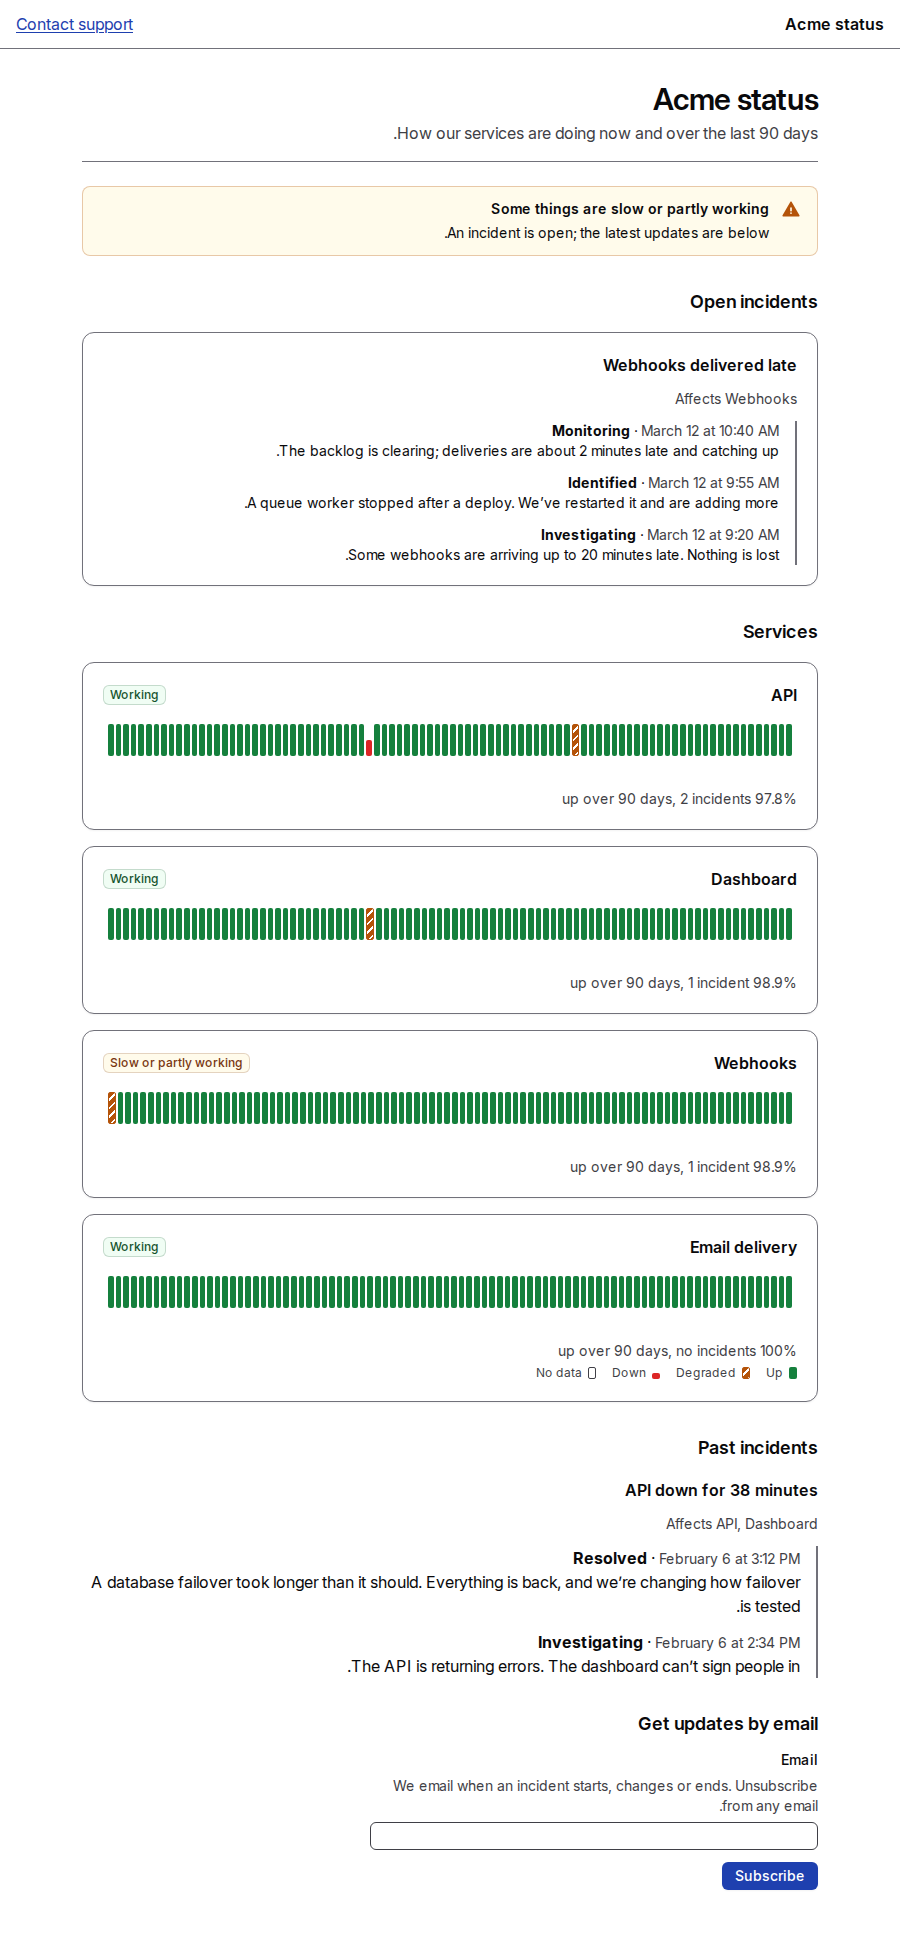 Acme status
Contact support
Acme status
.How our services are doing now and over the last 90 days
Some things are slow or partly working
.An incident is open; the latest updates are below
Open incidents
Webhooks delivered late
Affects Webhooks
Monitoring · March 12 at 10:40 AM
.The backlog is clearing; deliveries are about 2 minutes late and catching up
Identified · March 12 at 9:55 AM
.A queue worker stopped after a deploy. We’ve restarted it and are adding more
Investigating · March 12 at 9:20 AM
.Some webhooks are arriving up to 20 minutes late. Nothing is lost
Services
API
Working
up over 90 days, 2 incidents 97.8%
Dashboard
Working
up over 90 days, 1 incident 98.9%
Webhooks
Slow or partly working
up over 90 days, 1 incident 98.9%
Email delivery
Working
up over 90 days, no incidents 100%
No data Down Degraded Up
Past incidents
API down for 38 minutes
Affects API, Dashboard
Resolved · February 6 at 3:12 PM
A database failover took longer than it should. Everything is back, and we’re changing how failover
.is tested
Investigating · February 6 at 2:34 PM
.The API is returning errors. The dashboard can’t sign people in
Get updates by email
Email
We email when an incident starts, changes or ends. Unsubscribe
.from any email
Subscribe